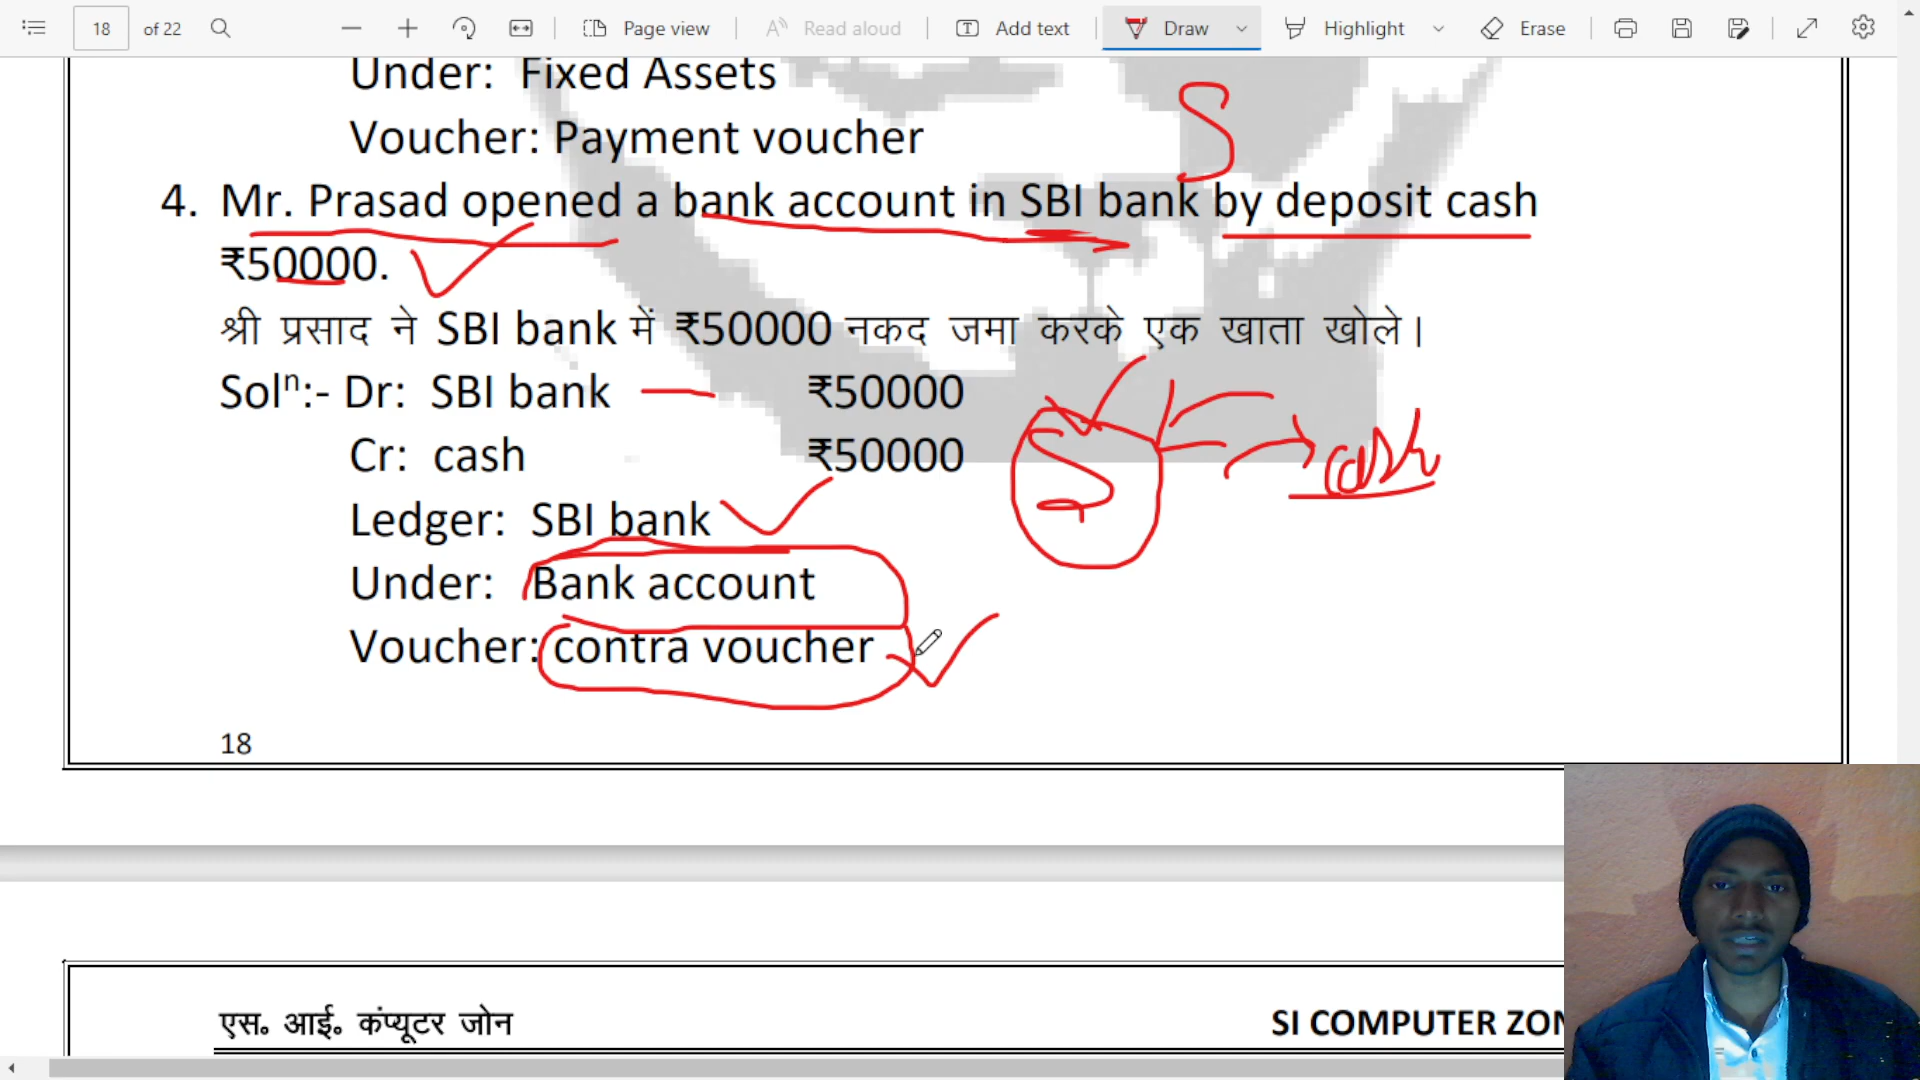 18 of 22 Page view Read aloud Add text Draw Highlight Erase
Under: Fixed Assets
S
Voucher: Payment voucher
4. Mr. Prasad opened a bank account in SBI bank by deposit cash
₹50000.
श्री प्रसाद ने SBI bank में ₹50000 नकद जमा करके एक खाता खोले।
Solⁿ:- Dr: SBI bank ₹50000
Cr: cash ₹50000
cash
Ledger: SBI bank
Under: Bank account
Voucher: contra voucher
18
एस० आई० कंप्यूटर जोन SI COMPUTER ZON